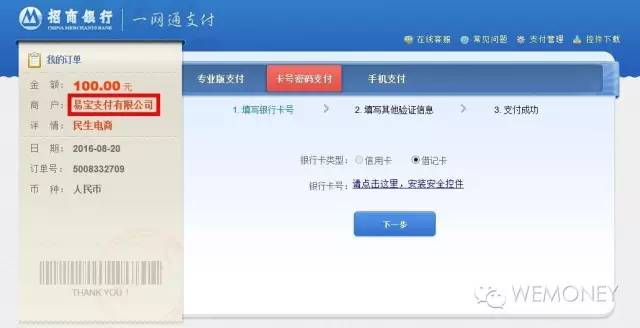 招商银行 一网通支付
CHINA MERCHANTS BANK
在线客服 常见问题 支付管理 控件下载
我的订单
金 额： 100.00 元
商 户： 易宝支付有限公司
详 情： 民生电商
日 期： 2016-08-20
订单号： 5008332709
币 种： 人民币
THANK YOU !
专业版支付 卡号密码支付 手机支付
1. 填写银行卡号 2. 填写其他验证信息 3. 支付成功
银行卡类型： 信用卡 借记卡
银行卡号： 请点击这里，安装安全控件
下一步
WEMONEY